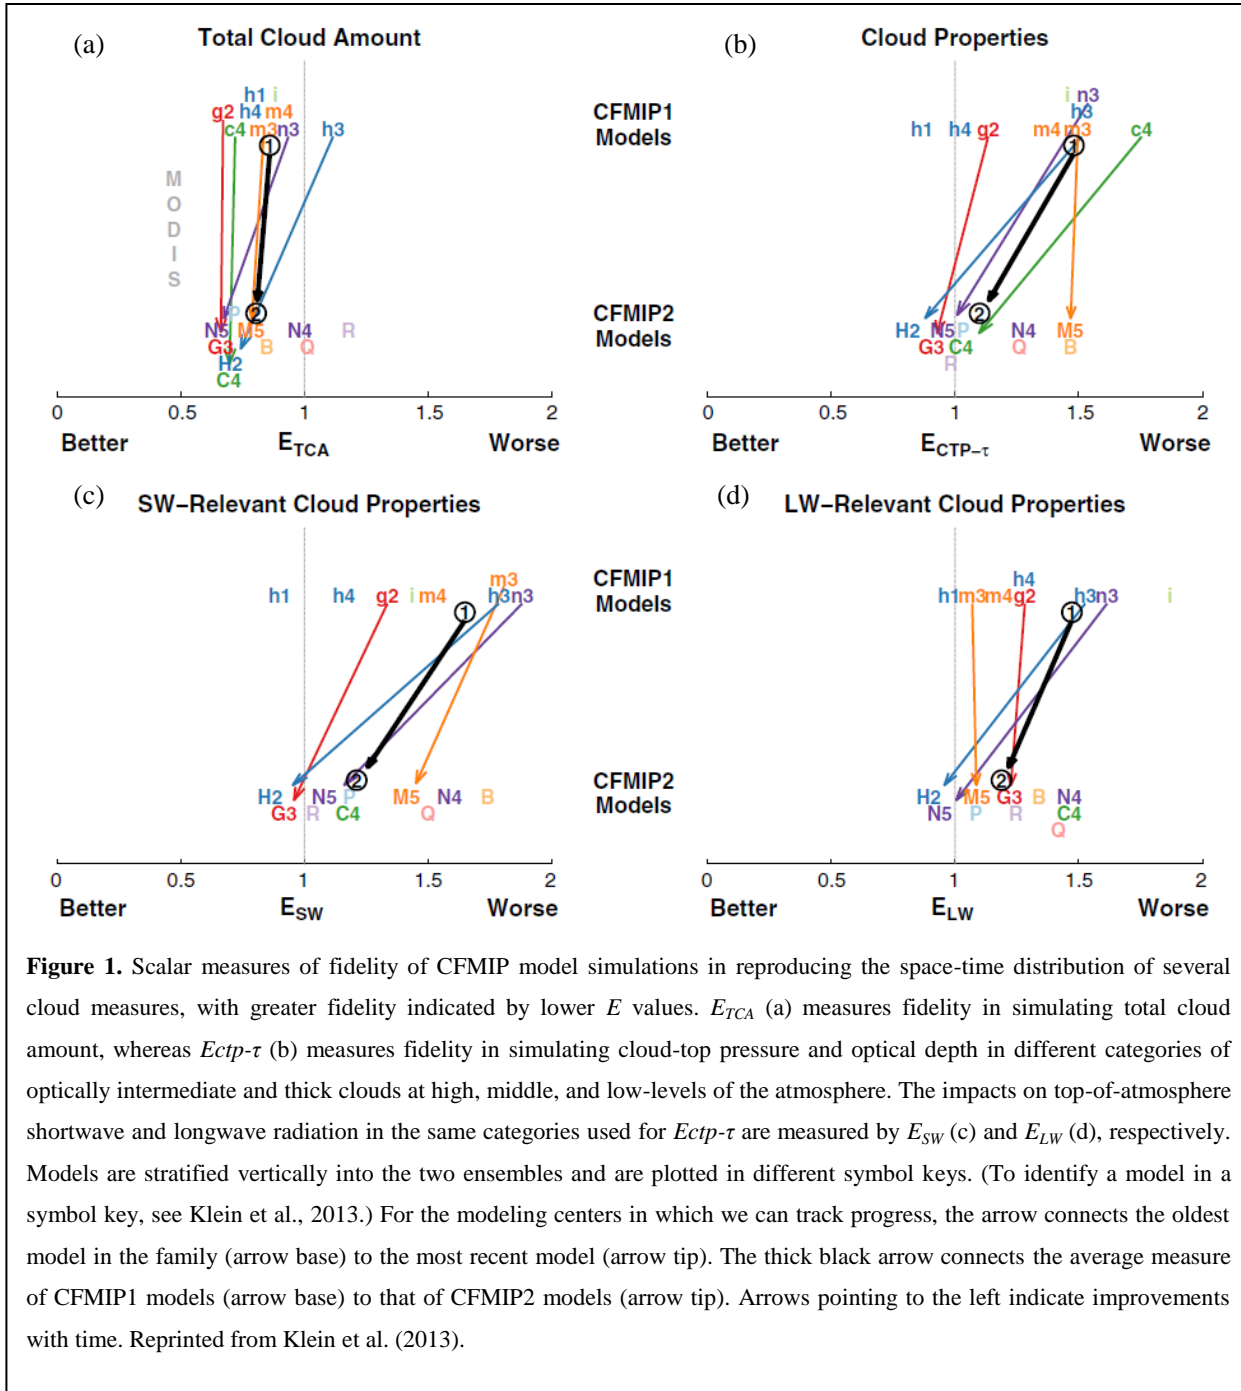 (a)
Total Cloud Amount
h1 i
g2 h4 m4
c4 m3 n3 h3
1
M
O
D
I
S
P
2
N5 M5 N4 R
G3 B Q
H2
C4
0 0.5 1 1.5 2
Better E_TCA Worse
CFMIP1
Models
CFMIP2
Models
(b)
Cloud Properties
i n3
h3
h1 h4 g2 m4 m3 c4
1
2
H2 N5 P N4 M5
G3 C4 Q B
R
0 0.5 1 1.5 2
Better E_CTP−τ Worse
(c)
SW−Relevant Cloud Properties
m3
h1 h4 g2 i m4 h3 n3
1
2
H2 N5 P M5 N4 B
G3 R C4 Q
0 0.5 1 1.5 2
Better E_SW Worse
CFMIP1
Models
CFMIP2
Models
(d)
LW−Relevant Cloud Properties
h4
h1 m3 m4 g2 h3 n3 i
1
2
H2 M5 G3 B N4
N5 P R C4
Q
0 0.5 1 1.5 2
Better E_LW Worse
Figure 1. Scalar measures of fidelity of CFMIP model simulations in reproducing the space-time distribution of several
cloud measures, with greater fidelity indicated by lower E values. E_TCA (a) measures fidelity in simulating total cloud
amount, whereas Ectp-τ (b) measures fidelity in simulating cloud-top pressure and optical depth in different categories of
optically intermediate and thick clouds at high, middle, and low-levels of the atmosphere. The impacts on top-of-atmosphere
shortwave and longwave radiation in the same categories used for Ectp-τ are measured by E_SW (c) and E_LW (d), respectively.
Models are stratified vertically into the two ensembles and are plotted in different symbol keys. (To identify a model in a
symbol key, see Klein et al., 2013.) For the modeling centers in which we can track progress, the arrow connects the oldest
model in the family (arrow base) to the most recent model (arrow tip). The thick black arrow connects the average measure
of CFMIP1 models (arrow base) to that of CFMIP2 models (arrow tip). Arrows pointing to the left indicate improvements
with time. Reprinted from Klein et al. (2013).